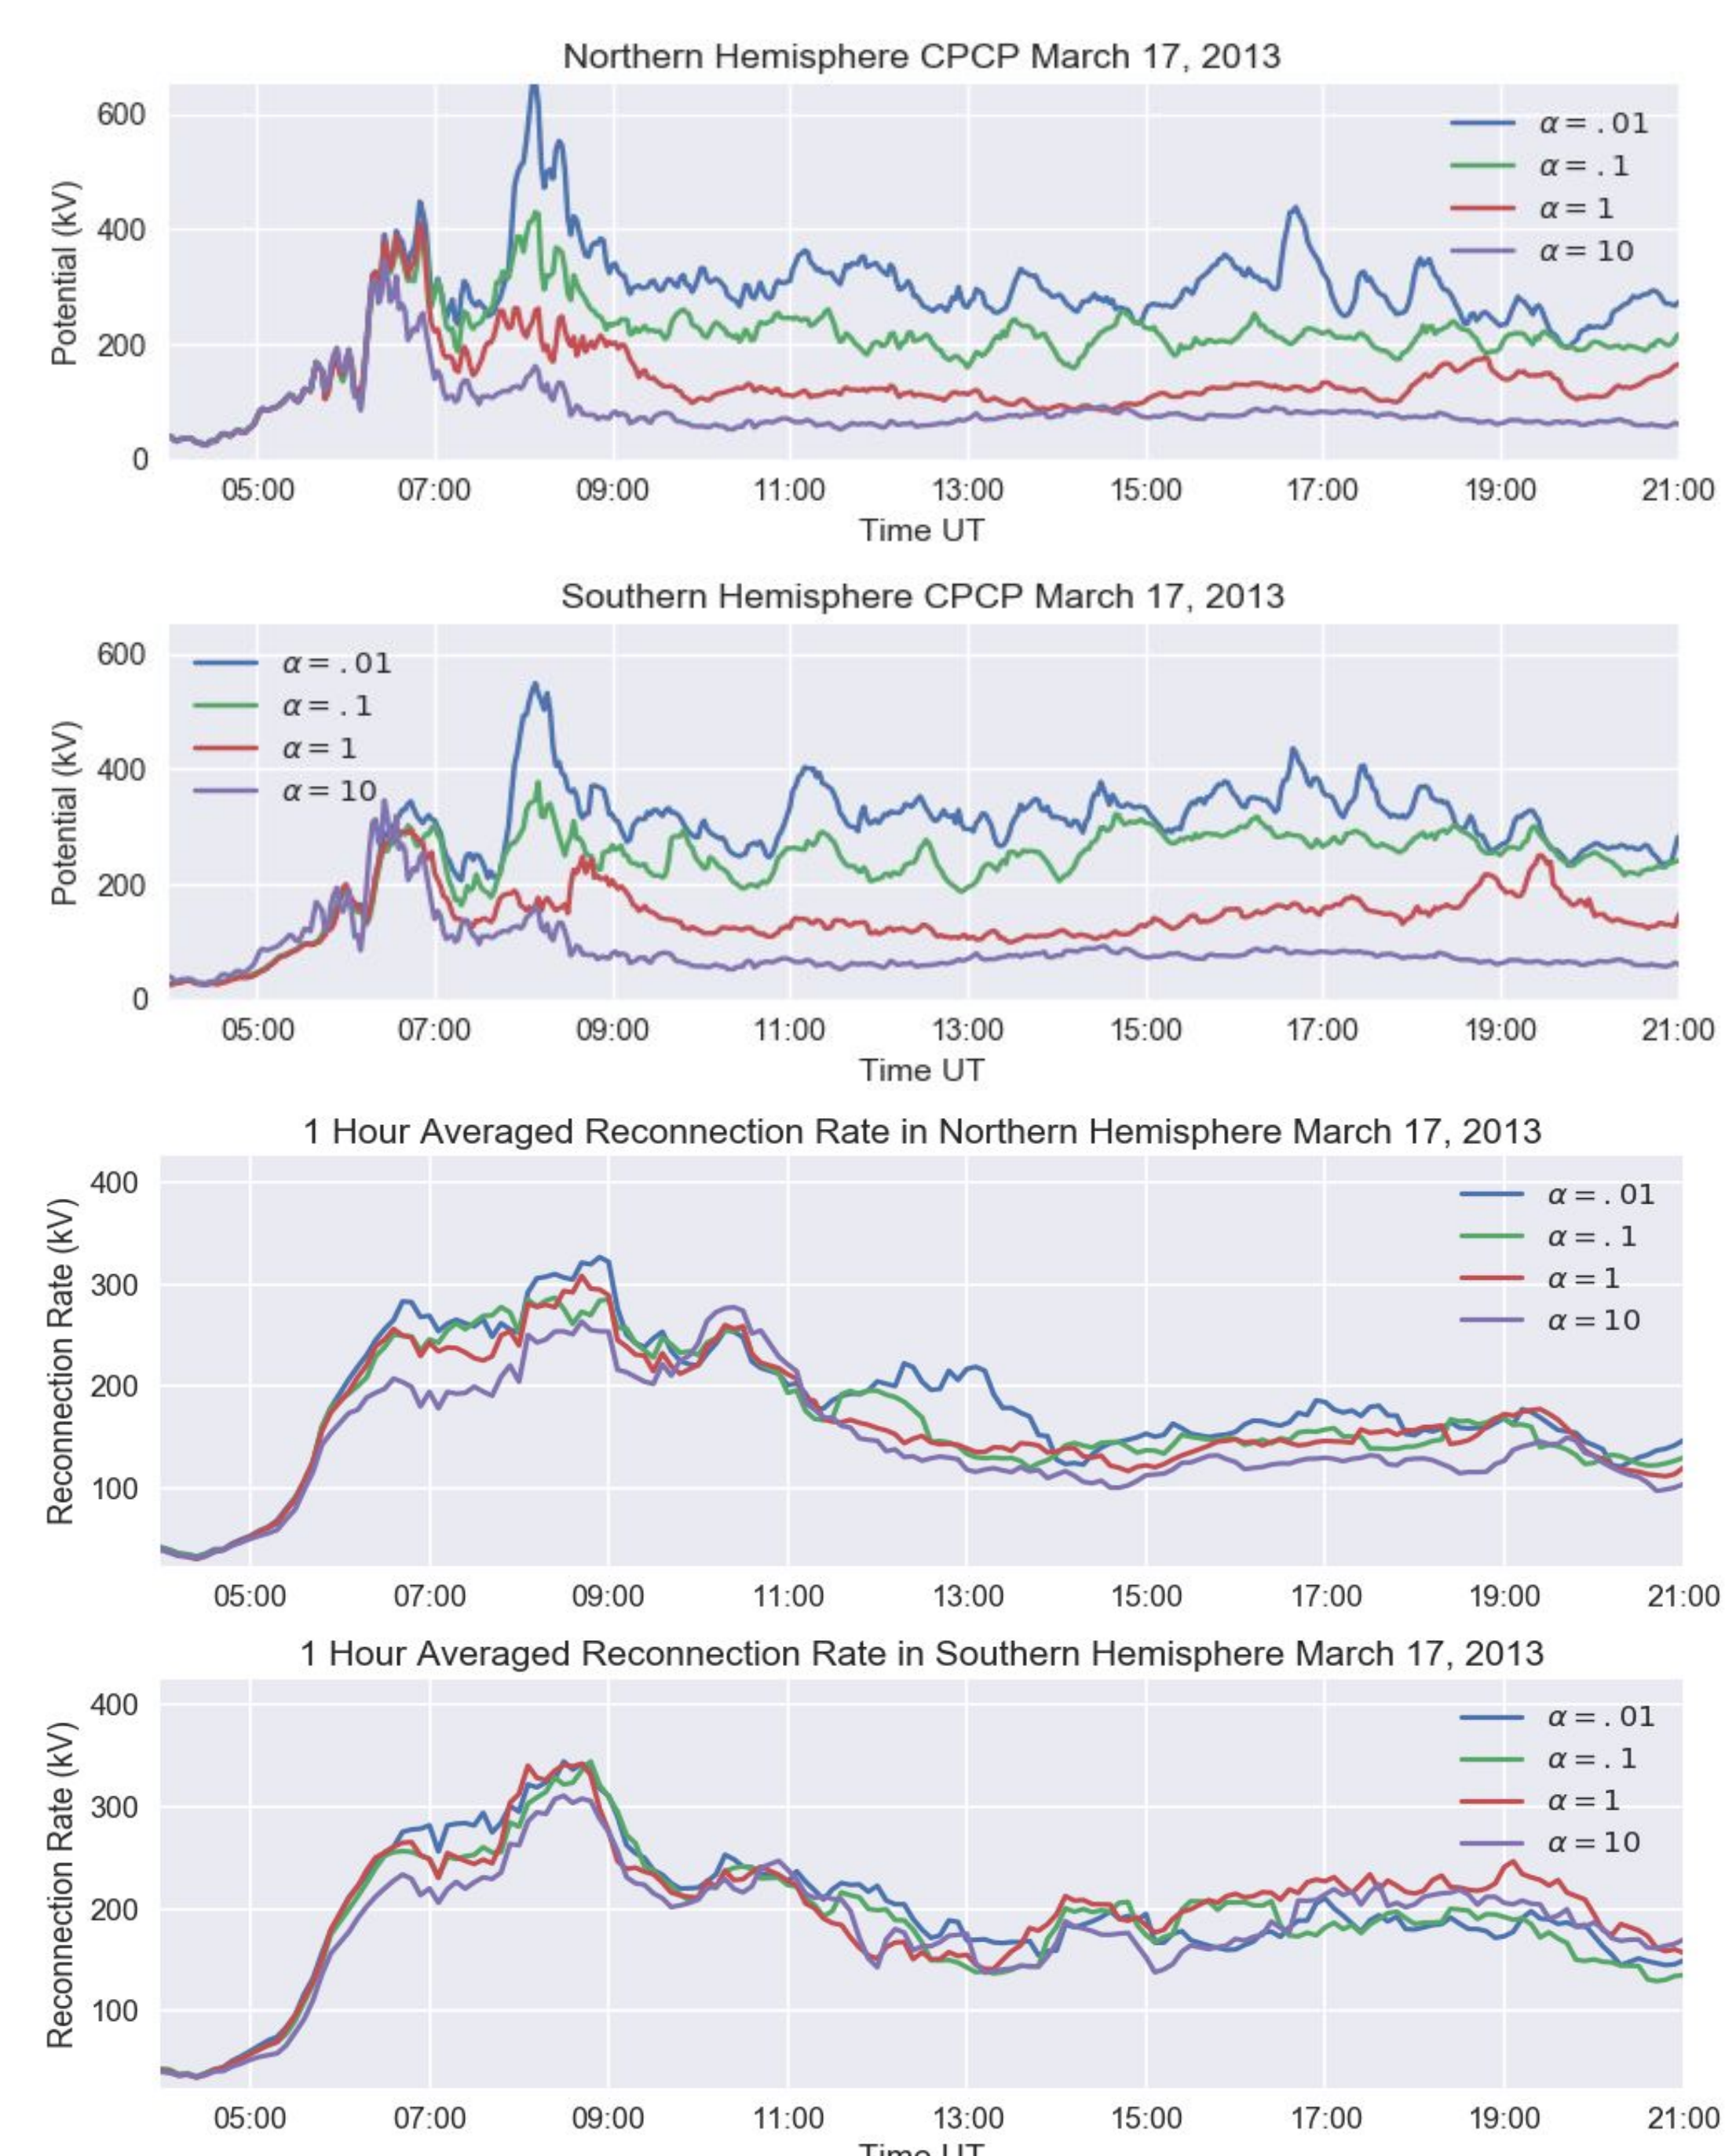 Northern Hemisphere CPCP March 17, 2013
600
400
200
0
Potential (kV)
α = .01
α = .1
α = 1
α = 10
05:00 07:00 09:00 11:00 13:00 15:00 17:00 19:00 21:00
Time UT
Southern Hemisphere CPCP March 17, 2013
600
400
200
0
Potential (kV)
α = .01
α = .1
α = 1
α = 10
05:00 07:00 09:00 11:00 13:00 15:00 17:00 19:00 21:00
Time UT
1 Hour Averaged Reconnection Rate in Northern Hemisphere March 17, 2013
400
300
200
100
Reconnection Rate (kV)
α = .01
α = .1
α = 1
α = 10
05:00 07:00 09:00 11:00 13:00 15:00 17:00 19:00 21:00
1 Hour Averaged Reconnection Rate in Southern Hemisphere March 17, 2013
400
300
200
100
Reconnection Rate (kV)
α = .01
α = .1
α = 1
α = 10
05:00 07:00 09:00 11:00 13:00 15:00 17:00 19:00 21:00
Time UT